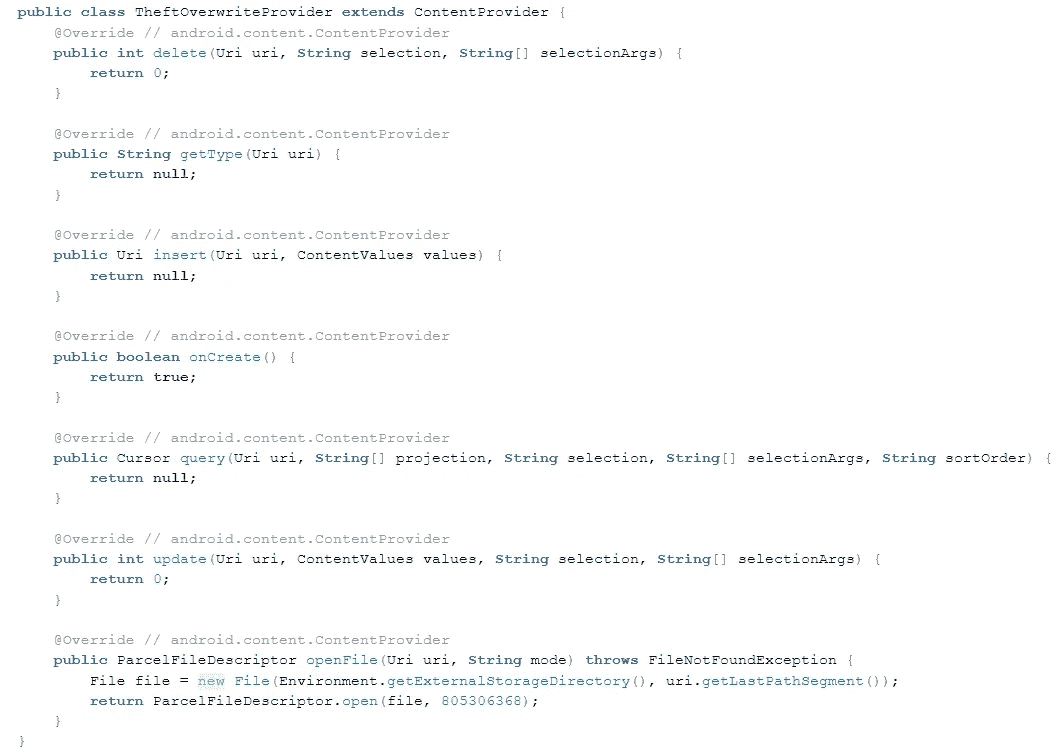 public class TheftOverwriteProvider extends ContentProvider {
    @Override // android.content.ContentProvider
    public int delete(Uri uri, String selection, String[] selectionArgs) {
        return 0;
    }

    @Override // android.content.ContentProvider
    public String getType(Uri uri) {
        return null;
    }

    @Override // android.content.ContentProvider
    public Uri insert(Uri uri, ContentValues values) {
        return null;
    }

    @Override // android.content.ContentProvider
    public boolean onCreate() {
        return true;
    }

    @Override // android.content.ContentProvider
    public Cursor query(Uri uri, String[] projection, String selection, String[] selectionArgs, String sortOrder) {
        return null;
    }

    @Override // android.content.ContentProvider
    public int update(Uri uri, ContentValues values, String selection, String[] selectionArgs) {
        return 0;
    }

    @Override // android.content.ContentProvider
    public ParcelFileDescriptor openFile(Uri uri, String mode) throws FileNotFoundException {
        File file = new File(Environment.getExternalStorageDirectory(), uri.getLastPathSegment());
        return ParcelFileDescriptor.open(file, 805306368);
    }
}